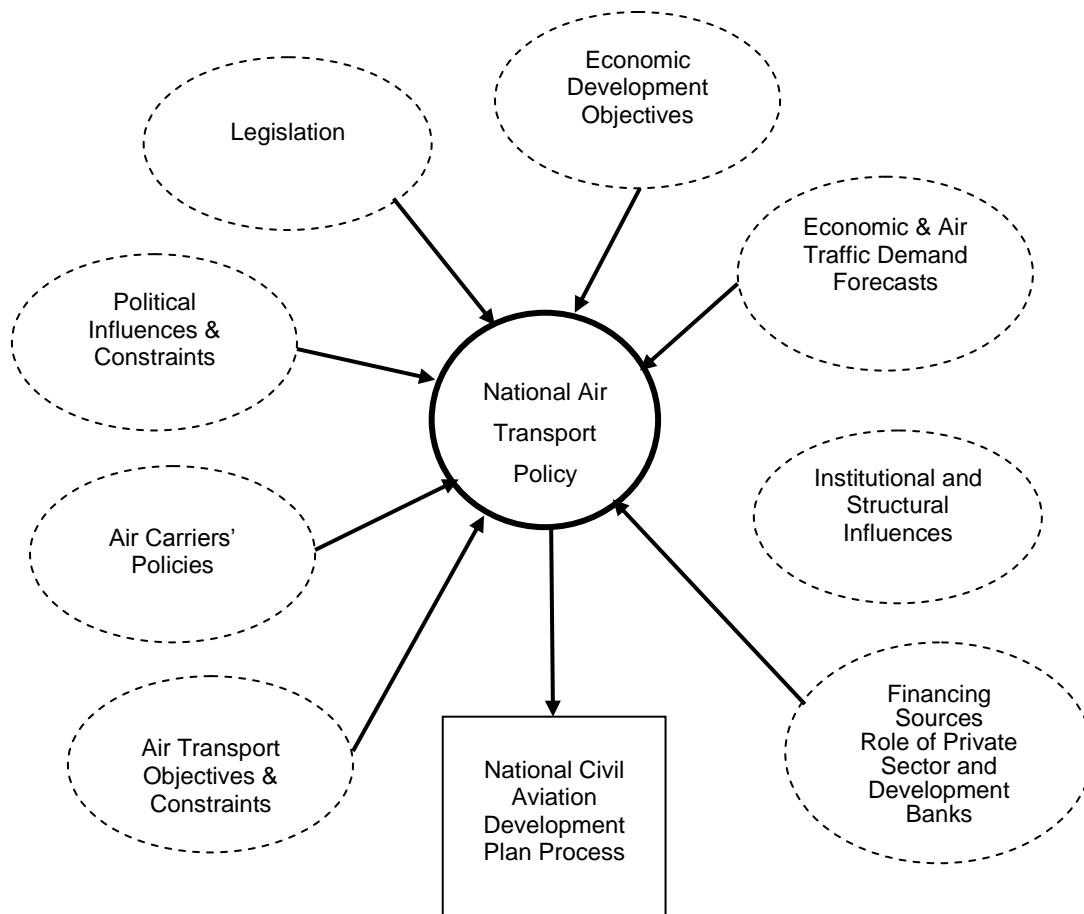 Economic
Development
Objectives
Legislation
Economic & Air
Traffic Demand
Forecasts
Political
Influences &
Constraints
National Air
Transport
Policy
Institutional and
Structural
Influences
Air Carriers’
Policies
Air Transport
Objectives &
Constraints
National Civil
Aviation
Development
Plan Process
Financing
Sources
Role of Private
Sector and
Development
Banks